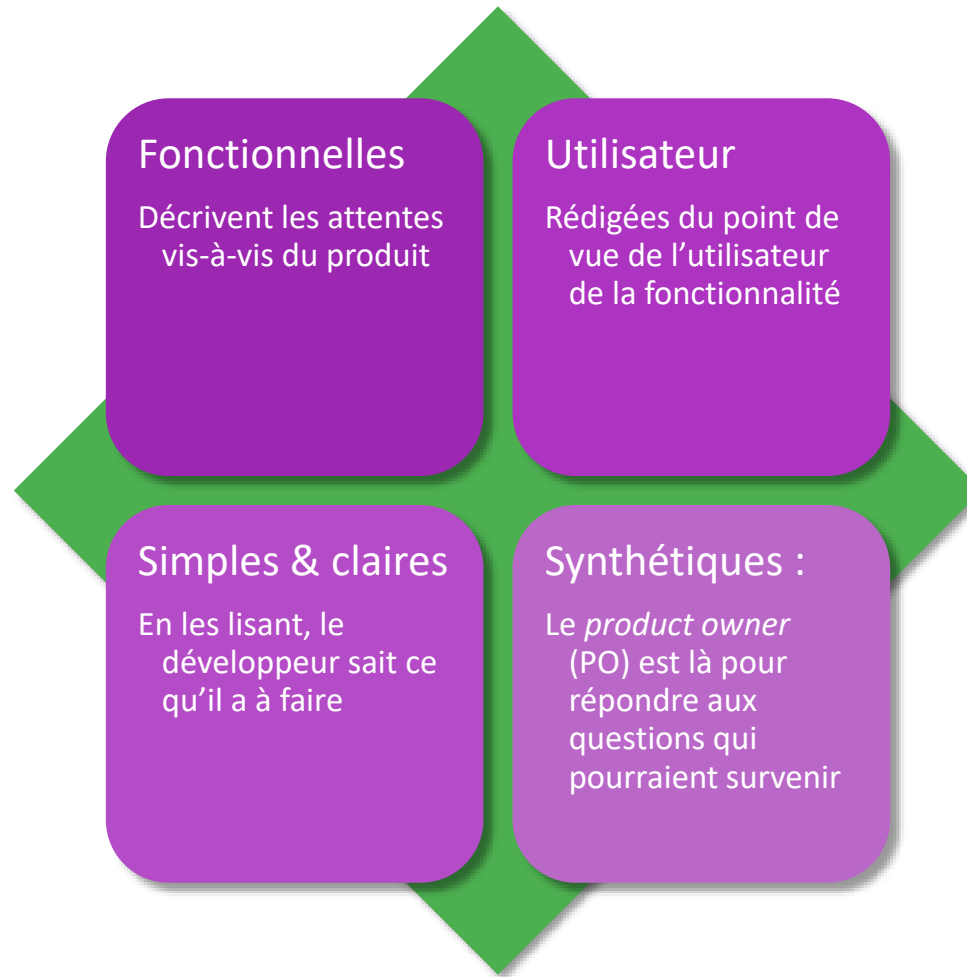 Fonctionnelles
Décrivent les attentes
vis-à-vis du produit
Utilisateur
Rédigées du point de
vue de l’utilisateur
de la fonctionnalité
Simples & claires
En les lisant, le
développeur sait ce
qu’il a à faire
Synthétiques :
Le product owner
(PO) est là pour
répondre aux
questions qui
pourraient survenir